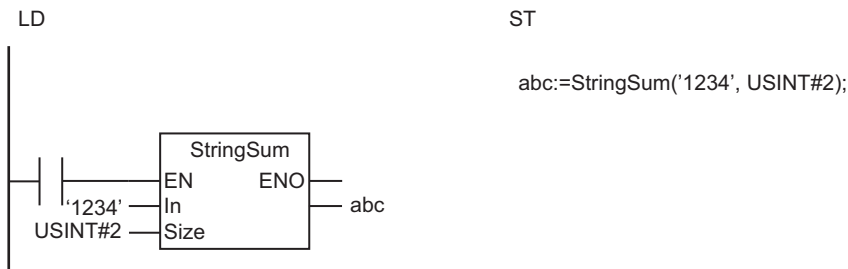 LD
ST
abc:=StringSum('1234', USINT#2);
StringSum
EN ENO
‘1234’ In abc
USINT#2 Size